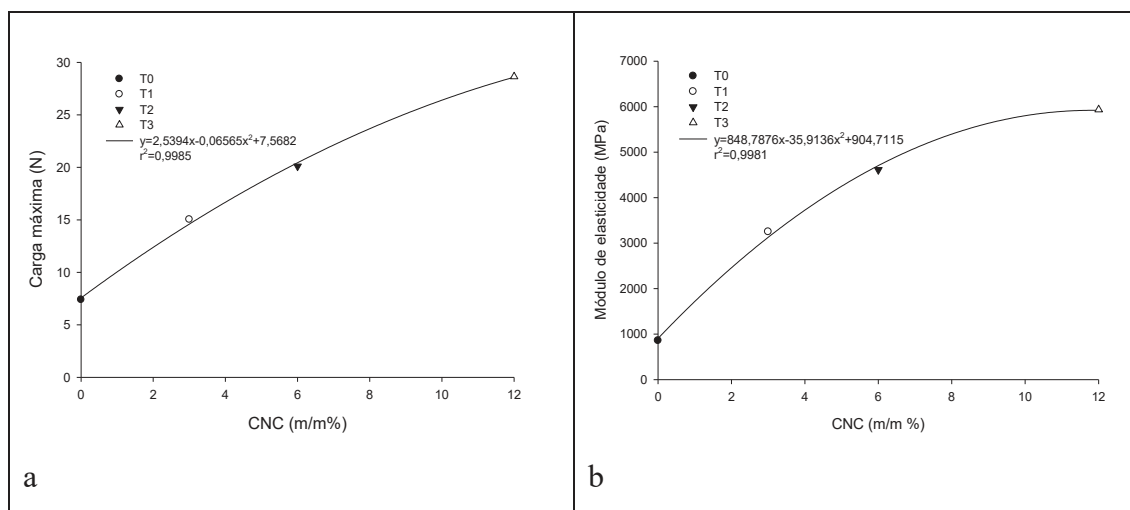 30
25
20
15
10
5
0
Carga máxima (N)
T0
T1
T2
T3
y=2,5394x-0,06565x²+7,5682
r²=0,9985
0 2 4 6 8 10 12
CNC (m/m%)
a
7000
6000
5000
4000
3000
2000
1000
0
Módulo de elasticidade (MPa)
T0
T1
T2
T3
y=848,7876x-35,9136x²+904,7115
r²=0,9981
0 2 4 6 8 10 12
CNC (m/m %)
b